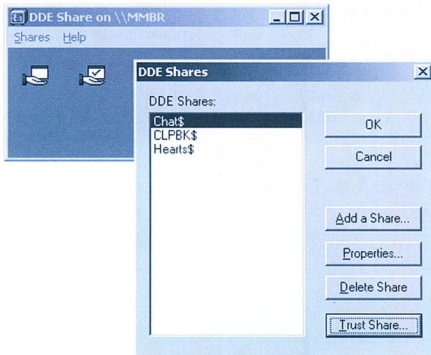 DDE Share on \\MMBR
Shares Help
DDE Shares
DDE Shares:
Chat$
CLPBK$
Hearts$
OK
Cancel
Add a Share...
Properties...
Delete Share
Trust Share...